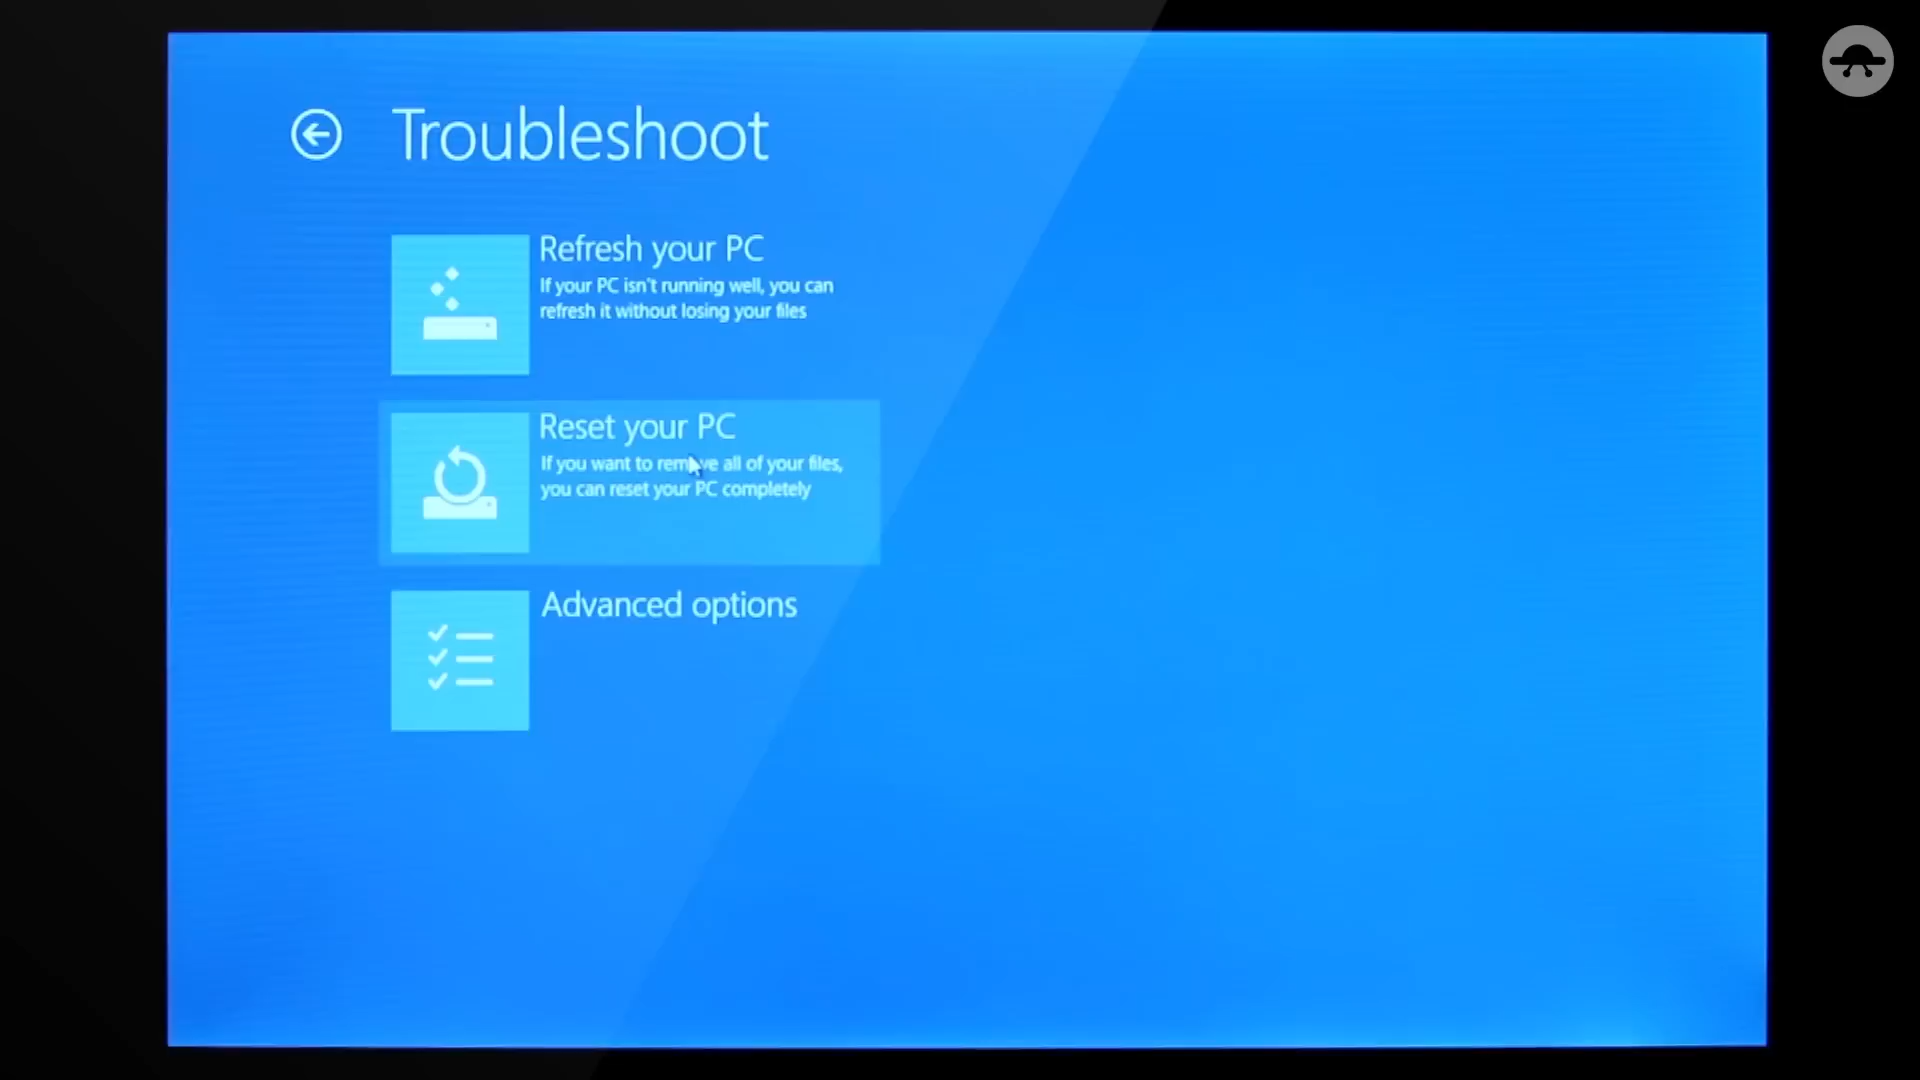 Troubleshoot
Refresh your PC
If your PC isn't running well, you can
refresh it without losing your files
Reset your PC
If you want to remove all of your files,
you can reset your PC completely
Advanced options